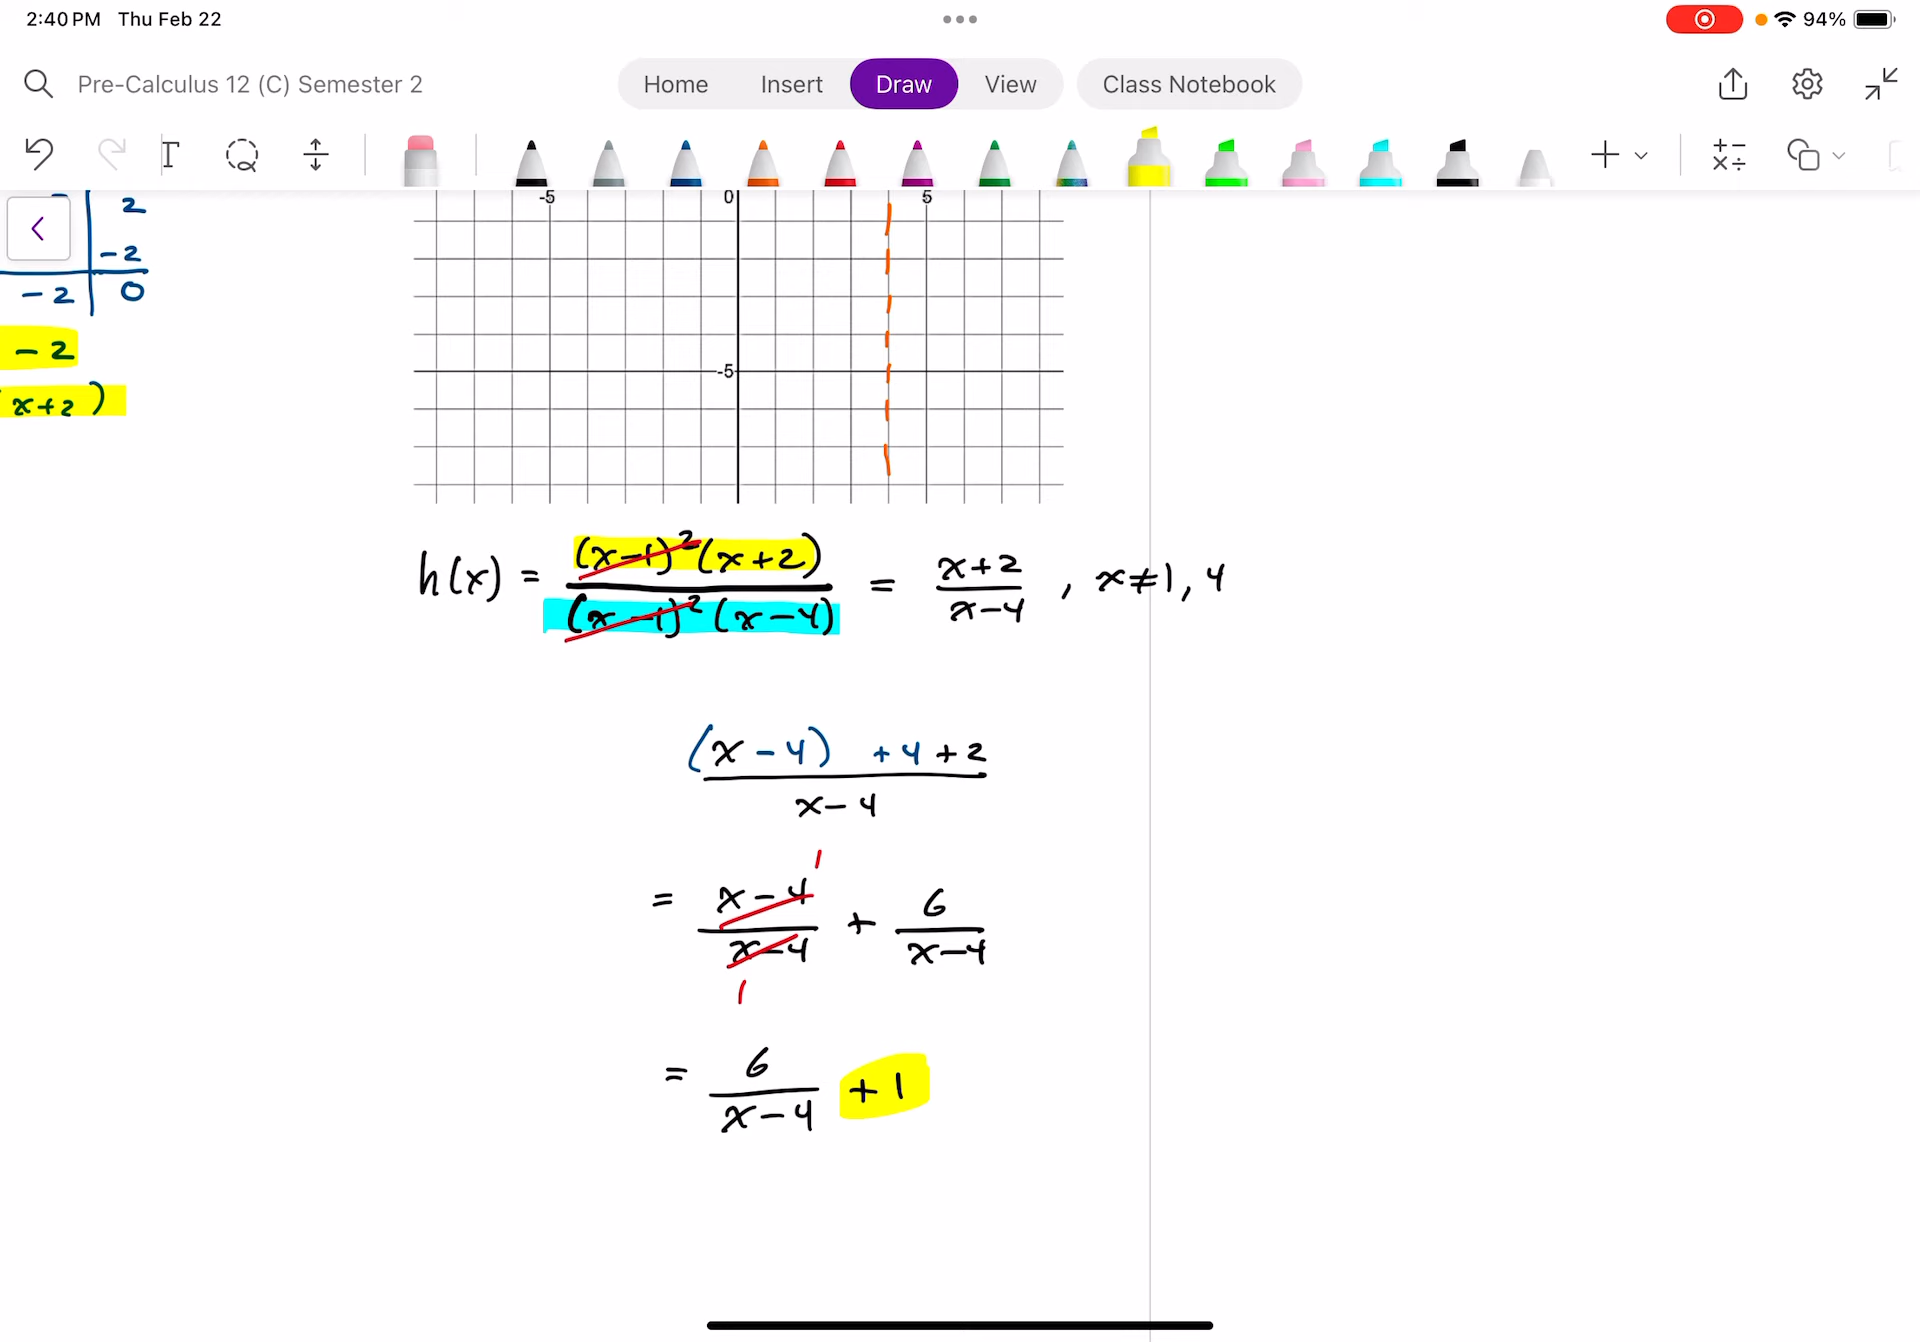 2:40 PM Thu Feb 22 94%
Pre-Calculus 12 (C) Semester 2 Home Insert Draw View Class Notebook
-5 0 5
2
-2
-2 0
-2
x+2)
-5
h(x) = (x-1)²(x+2) / (x-1)²(x-4) = x+2 / x-4 , x≠1, 4
(x-4) +4+2 / x-4
= x-4 / x-4 + 6 / x-4
1
1
= 6 / x-4 +1